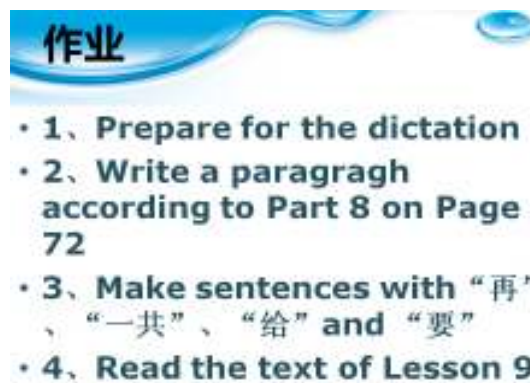 作业
• 1、Prepare for the dictation
• 2、Write a paragragh
according to Part 8 on Page
72
• 3、Make sentences with “再”
、“一共”、“给” and “要”
• 4、Read the text of Lesson 9